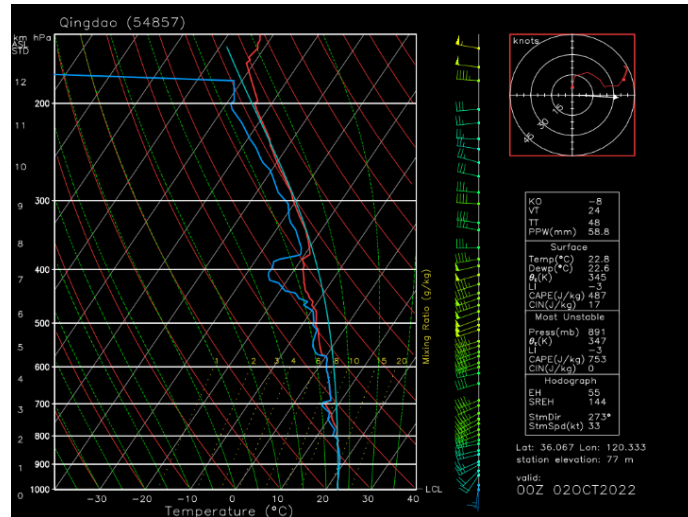 Qingdao (54857)
km hPa
ASL
STD
12
200
11
10
300
9
8
400
7
6
500
5
600
4
700
3
800
2
900
1
1000
0
1 2 3 4 6 8 10 15 20
Mixing Ratio (g/kg)
LCL
-30 -20 -10 0 10 20 30 40
Temperature (°C)
knots
15
30
45
KO -8
VT 24
TT 48
PPW(mm) 58.8
Surface
Temp(°C) 22.8
Dewp(°C) 22.6
θE(K) 345
LI -3
CAPE(J/kg) 487
CIN(J/kg) 17
Most Unstable
Press(mb) 891
θE(K) 347
LI -3
CAPE(J/kg) 753
CIN(J/kg) 0
Hodograph
EH 55
SREH 144
StmDir 273°
StmSpd(kt) 33
Lat: 36.067 Lon: 120.333
station elevation: 77 m
valid:
00Z 02OCT2022